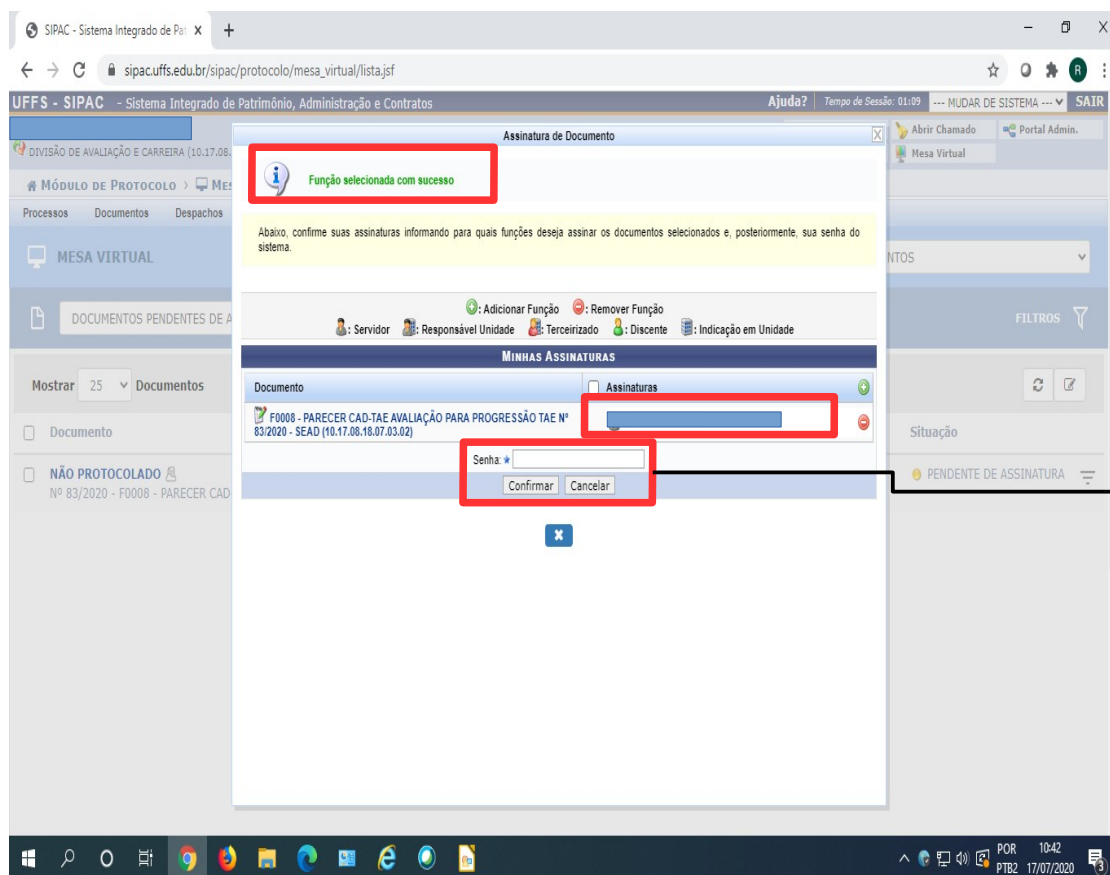 SIPAC - Sistema Integrado de Pat
sipac.uffs.edu.br/sipac/protocolo/mesa_virtual/lista.jsf
R
UFFS - SIPAC - Sistema Integrado de Patrimônio, Administração e Contratos
Ajuda? Tempo de Sessão: 01:09 --- MUDAR DE SISTEMA --- SAIR
DIVISÃO DE AVALIAÇÃO E CARREIRA (10.17.08.
Abrir Chamado Portal Admin.
Mesa Virtual
MÓDULO DE PROTOCOLO > MES
Processos Documentos Despachos
MESA VIRTUAL
NTOS
DOCUMENTOS PENDENTES DE A
FILTROS
Mostrar 25 Documentos
Documento
Situação
NÃO PROTOCOLADO
Nº 83/2020 - F0008 - PARECER CAD
PENDENTE DE ASSINATURA
Assinatura de Documento
X
Função selecionada com sucesso
Abaixo, confirme suas assinaturas informando para quais funções deseja assinar os documentos selecionados e, posteriormente, sua senha do
sistema.
: Adicionar Função : Remover Função
: Servidor : Responsável Unidade : Terceirizado : Discente : Indicação em Unidade
MINHAS ASSINATURAS
Documento Assinaturas
F0008 - PARECER CAD-TAE AVALIAÇÃO PARA PROGRESSÃO TAE Nº
83/2020 - SEAD (10.17.08.18.07.03.02)
Senha:
Confirmar Cancelar
POR 10:42
PTB2 17/07/2020
3